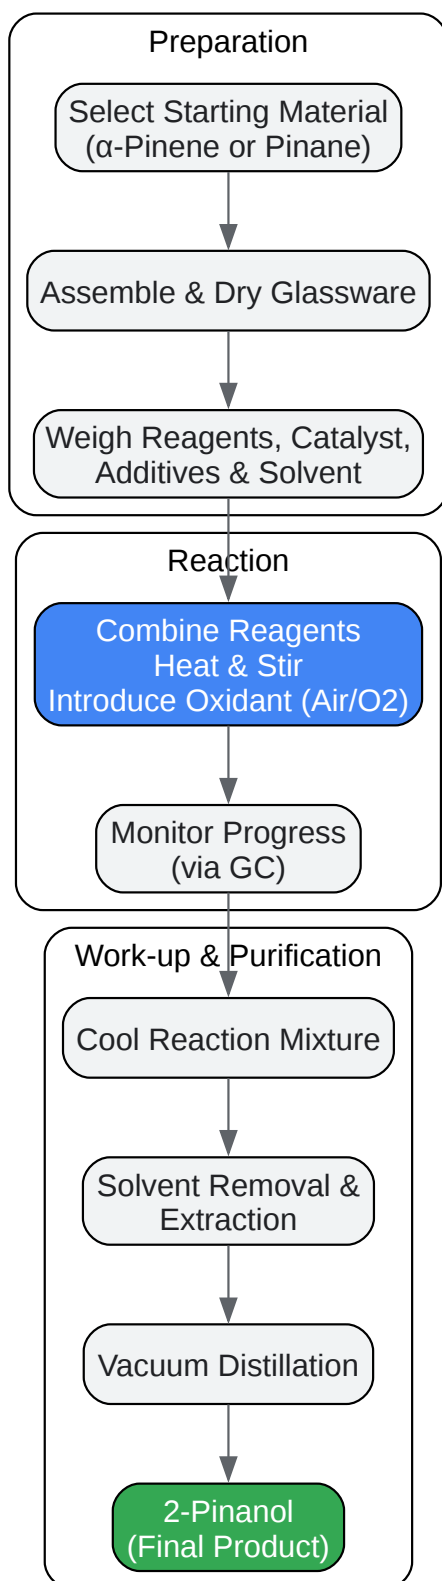 Preparation
Select Starting Material
(α-Pinene or Pinane)
Assemble & Dry Glassware
Weigh Reagents, Catalyst,
Additives & Solvent
Reaction
Combine Reagents
Heat & Stir
Introduce Oxidant (Air/O2)
Monitor Progress
(via GC)
Work-up & Purification
Cool Reaction Mixture
Solvent Removal &
Extraction
Vacuum Distillation
2-Pinanol
(Final Product)